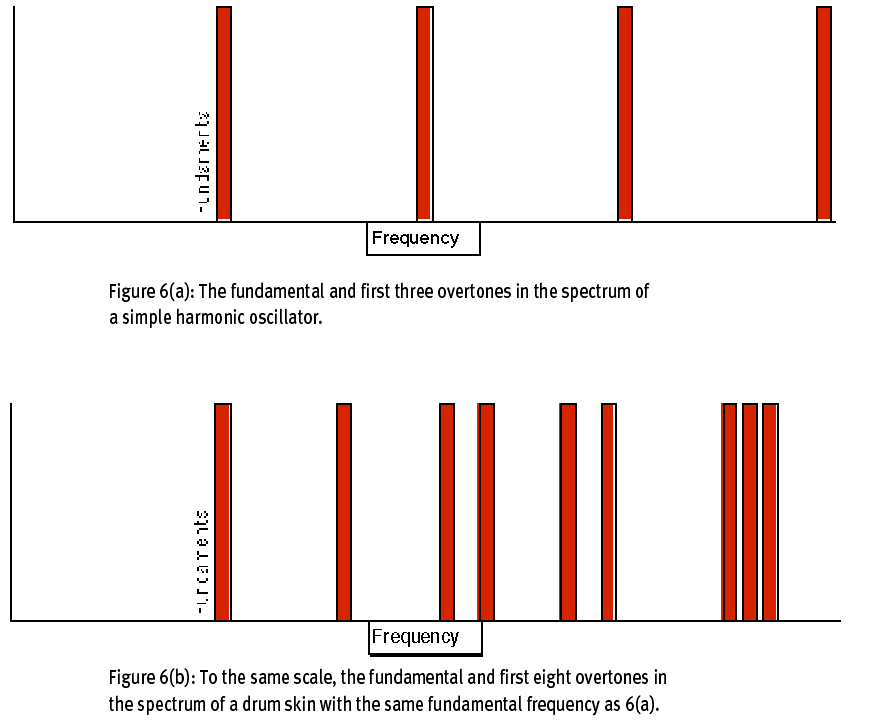 Frequency
Figure 6(a): The fundamental and first three overtones in the spectrum of
a simple harmonic oscillator.
Frequency
Figure 6(b): To the same scale, the fundamental and first eight overtones in
the spectrum of a drum skin with the same fundamental frequency as 6(a).